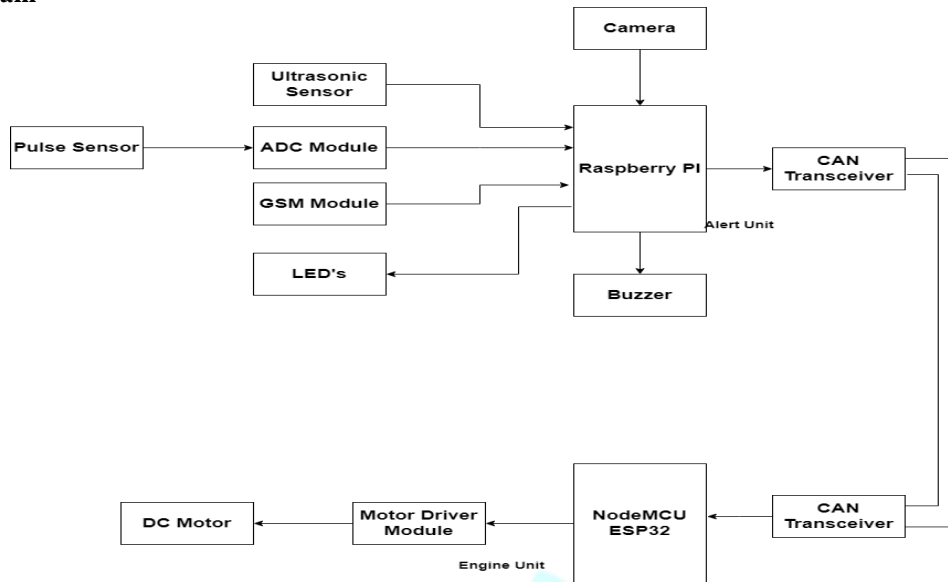 Camera
Ultrasonic
Sensor
Pulse Sensor
ADC Module
Raspberry PI
CAN
Transceiver
GSM Module
Alert Unit
LED's
Buzzer
DC Motor
Motor Driver
Module
NodeMCU
ESP32
CAN
Transceiver
Engine Unit